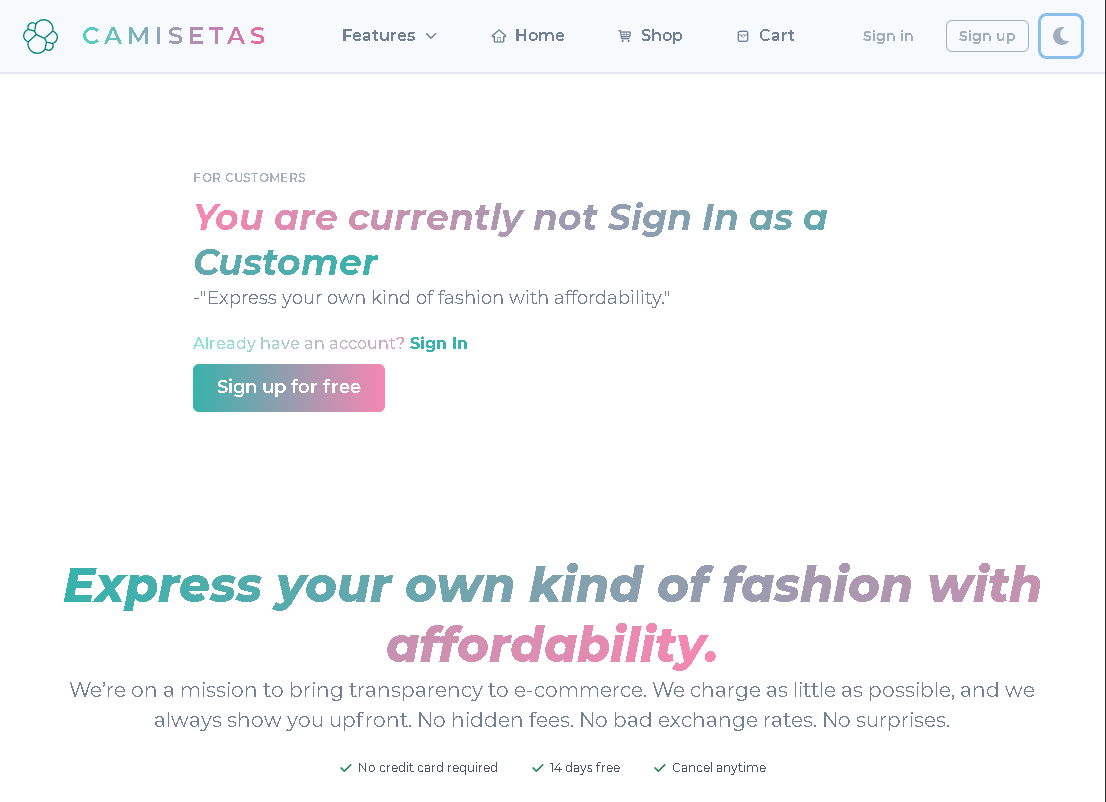 CAMISETAS Features Home Shop Cart Sign in Sign up
FOR CUSTOMERS
You are currently not Sign In as a
Customer
-"Express your own kind of fashion with affordability."
Already have an account? Sign In
Sign up for free
Express your own kind of fashion with
affordability.
We’re on a mission to bring transparency to e-commerce. We charge as little as possible, and we
always show you upfront. No hidden fees. No bad exchange rates. No surprises.
No credit card required 14 days free Cancel anytime